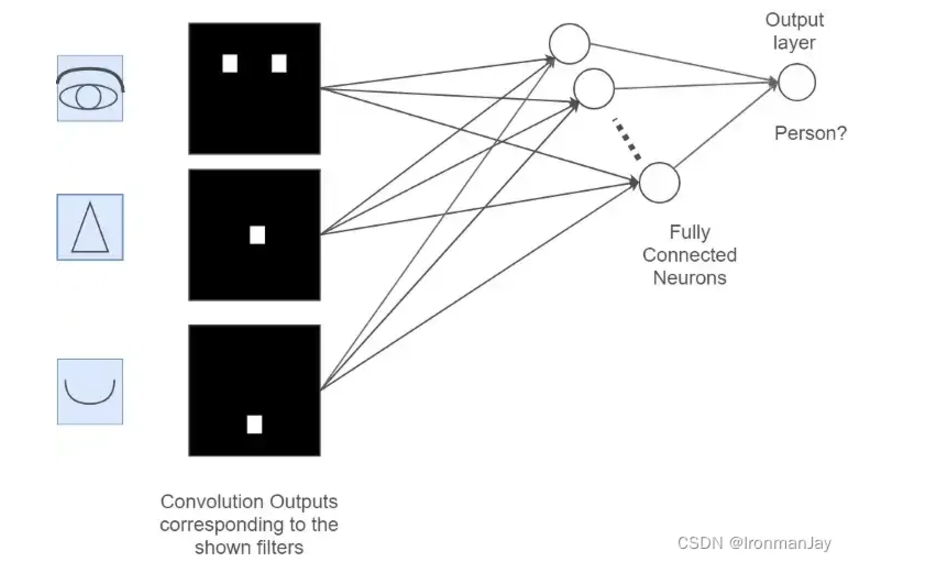 Output
layer
Person?
Fully
Connected
Neurons
Convolution Outputs
corresponding to the
shown filters
CSDN @IronmanJay